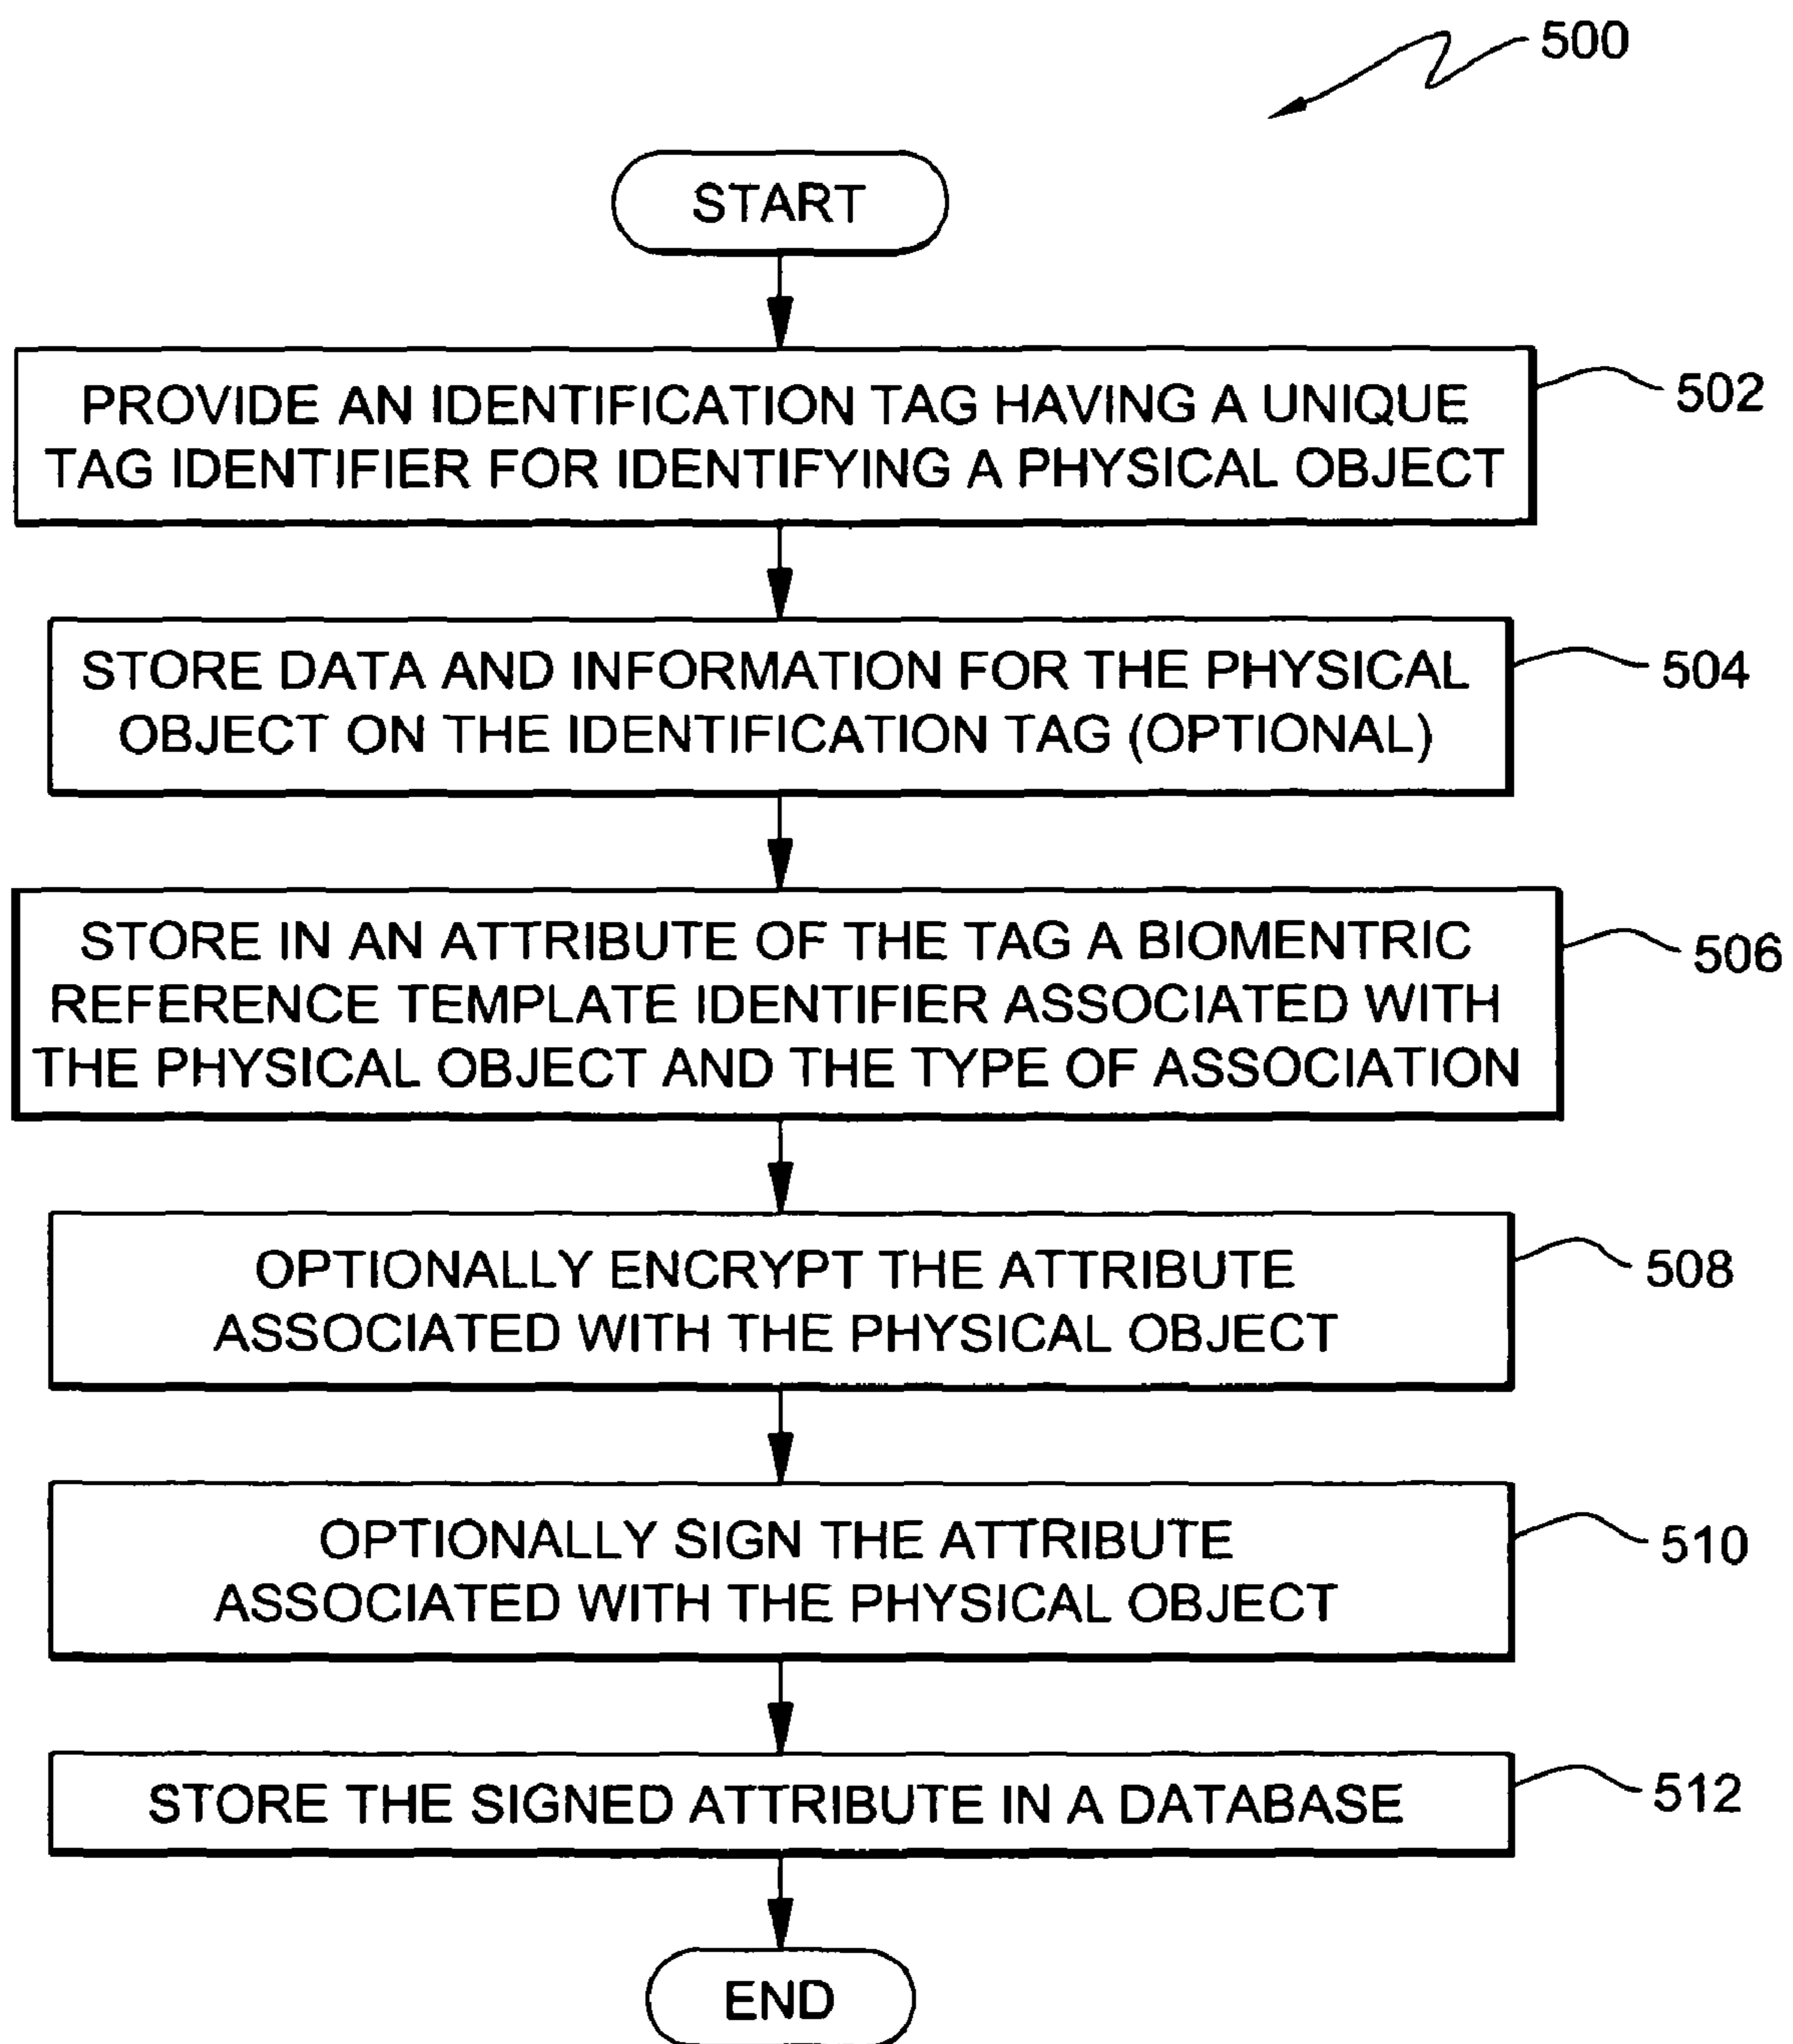 500
START
PROVIDE AN IDENTIFICATION TAG HAVING A UNIQUE
TAG IDENTIFIER FOR IDENTIFYING A PHYSICAL OBJECT
502
STORE DATA AND INFORMATION FOR THE PHYSICAL
OBJECT ON THE IDENTIFICATION TAG (OPTIONAL)
504
STORE IN AN ATTRIBUTE OF THE TAG A BIOMENTRIC
REFERENCE TEMPLATE IDENTIFIER ASSOCIATED WITH
THE PHYSICAL OBJECT AND THE TYPE OF ASSOCIATION
506
OPTIONALLY ENCRYPT THE ATTRIBUTE
ASSOCIATED WITH THE PHYSICAL OBJECT
508
OPTIONALLY SIGN THE ATTRIBUTE
ASSOCIATED WITH THE PHYSICAL OBJECT
510
STORE THE SIGNED ATTRIBUTE IN A DATABASE
512
END